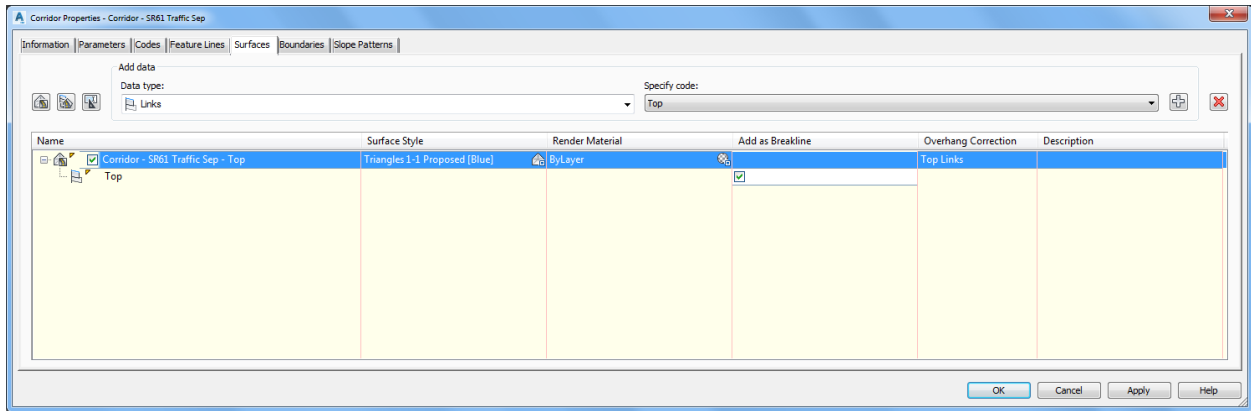 Corridor Properties - Corridor - SR61 Traffic Sep
Information Parameters Codes Feature Lines Surfaces Boundaries Slope Patterns
Add data
Data type: Specify code:
Links Top
Name Surface Style Render Material Add as Breakline Overhang Correction Description
Corridor - SR61 Traffic Sep - Top Triangles 1-1 Proposed [Blue] ByLayer Top Links
Top
OK Cancel Apply Help